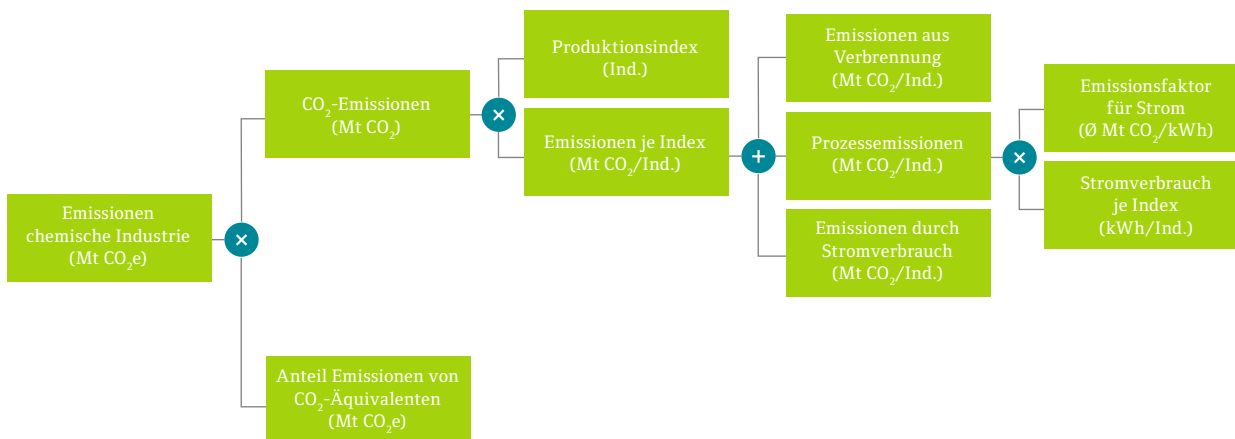 Emissionen
chemische Industrie
(Mt CO₂e)
×
CO₂-Emissionen
(Mt CO₂)
Anteil Emissionen von
CO₂-Äquivalenten
(Mt CO₂e)
×
Produktionsindex
(Ind.)
Emissionen je Index
(Mt CO₂/Ind.)
+
Emissionen aus
Verbrennung
(Mt CO₂/Ind.)
Prozessemissionen
(Mt CO₂/Ind.)
Emissionen durch
Stromverbrauch
(Mt CO₂/Ind.)
×
Emissionsfaktor
für Strom
(Ø Mt CO₂/kWh)
Stromverbrauch
je Index
(kWh/Ind.)